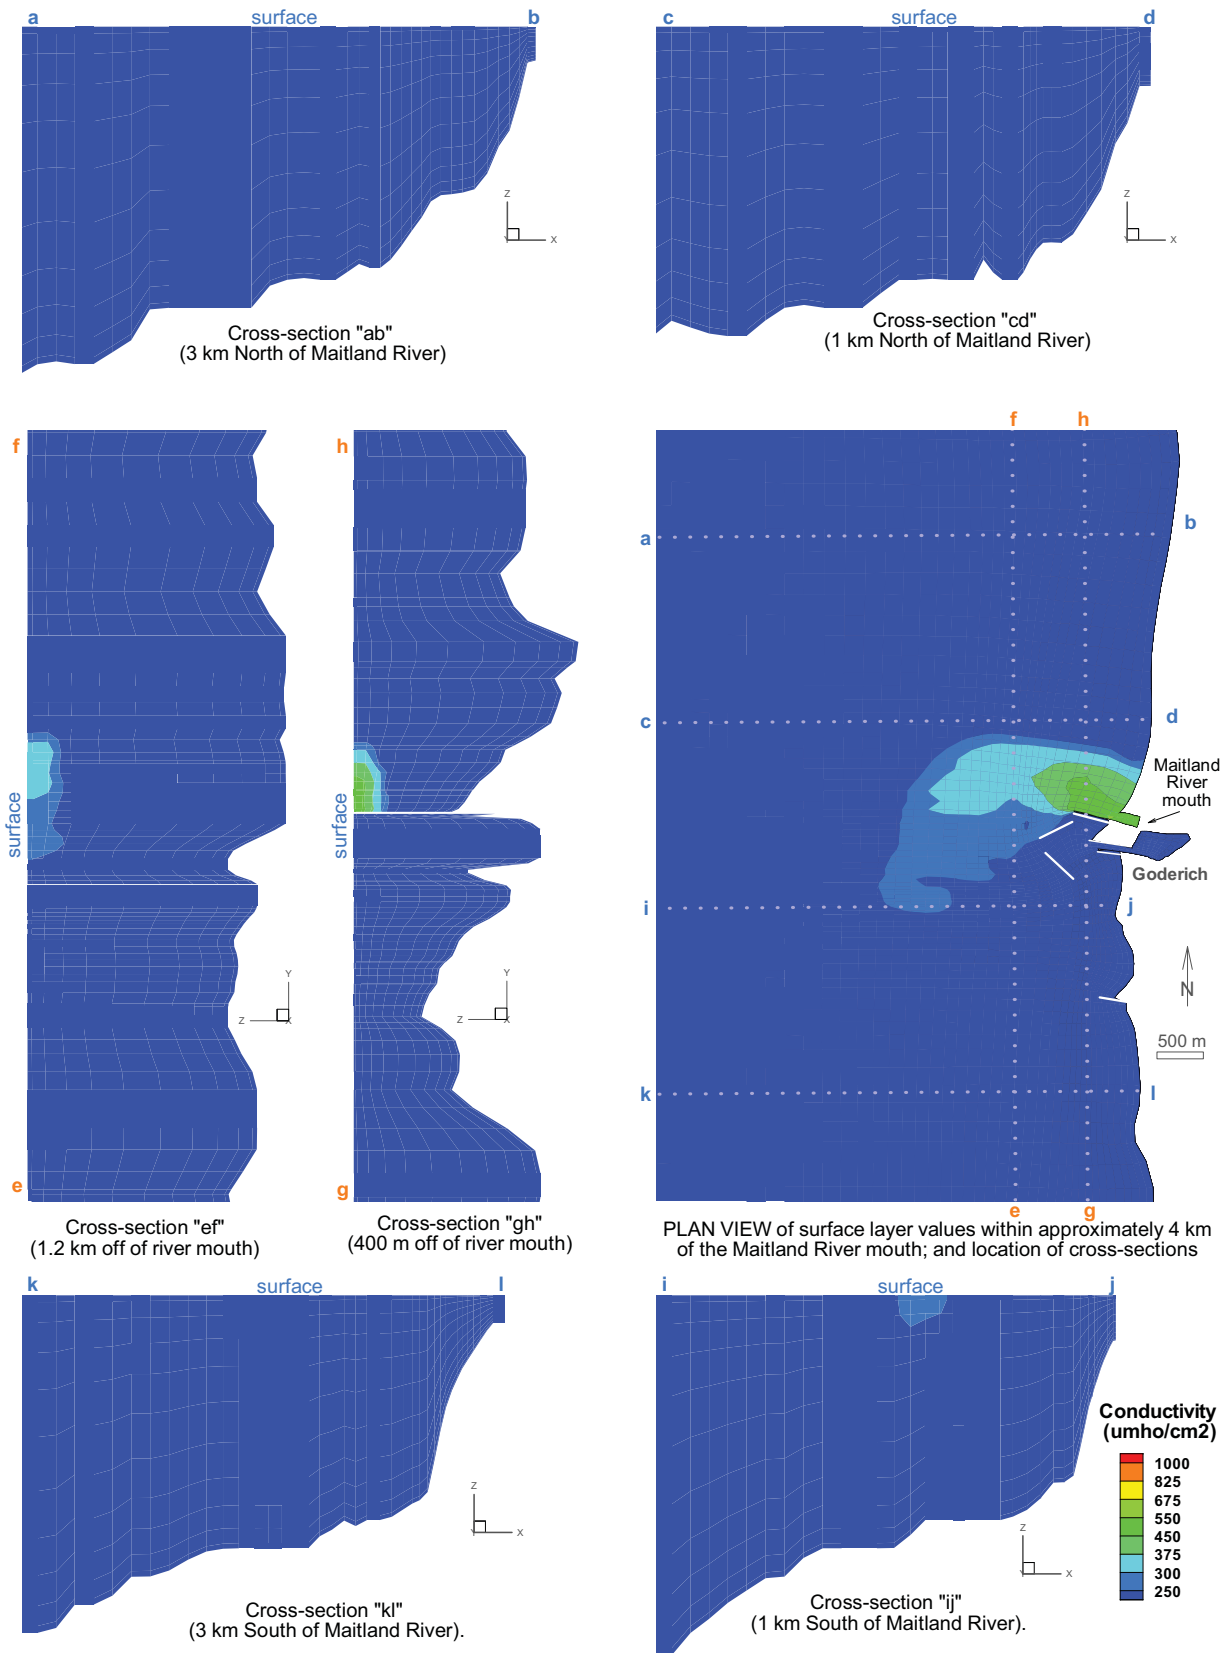 a surface b
c surface d
Z
X
Z
X
Cross-section "ab"
(3 km North of Maitland River)
Cross-section "cd"
(1 km North of Maitland River)
f
h
f h
b
a
c
d
Maitland
River
mouth
surface
surface
Goderich
i
j
Y
Z X
Y
Z X
N
500 m
k
l
e
g
e g
Cross-section "ef"
(1.2 km off of river mouth)
Cross-section "gh"
(400 m off of river mouth)
PLAN VIEW of surface layer values within approximately 4 km
of the Maitland River mouth; and location of cross-sections
k surface l
i surface j
Z
Y X
Z
Y X
Conductivity
(umho/cm2)
1000
825
675
550
450
375
300
250
Cross-section "kl"
(3 km South of Maitland River).
Cross-section "ij"
(1 km South of Maitland River).